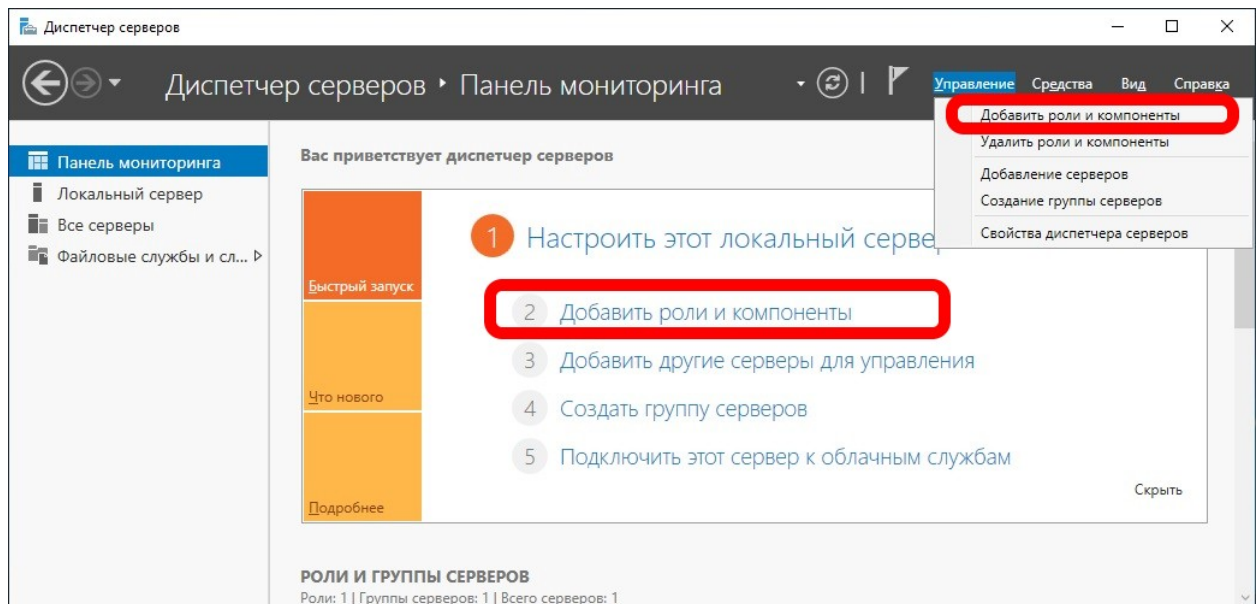 Диспетчер серверов
Диспетчер серверов ‣ Панель мониторинга
Управление Средства Вид Справка
Добавить роли и компоненты
Удалить роли и компоненты
Добавление серверов
Создание группы серверов
Свойства диспетчера серверов
Панель мониторинга
Локальный сервер
Все серверы
Файловые службы и сл...
Вас приветствует диспетчер серверов
Быстрый запуск
Что нового
Подробнее
1 Настроить этот локальный серве
2 Добавить роли и компоненты
3 Добавить другие серверы для управления
4 Создать группу серверов
5 Подключить этот сервер к облачным службам
Скрыть
РОЛИ И ГРУППЫ СЕРВЕРОВ
Роли: 1 | Группы серверов: 1 | Всего серверов: 1